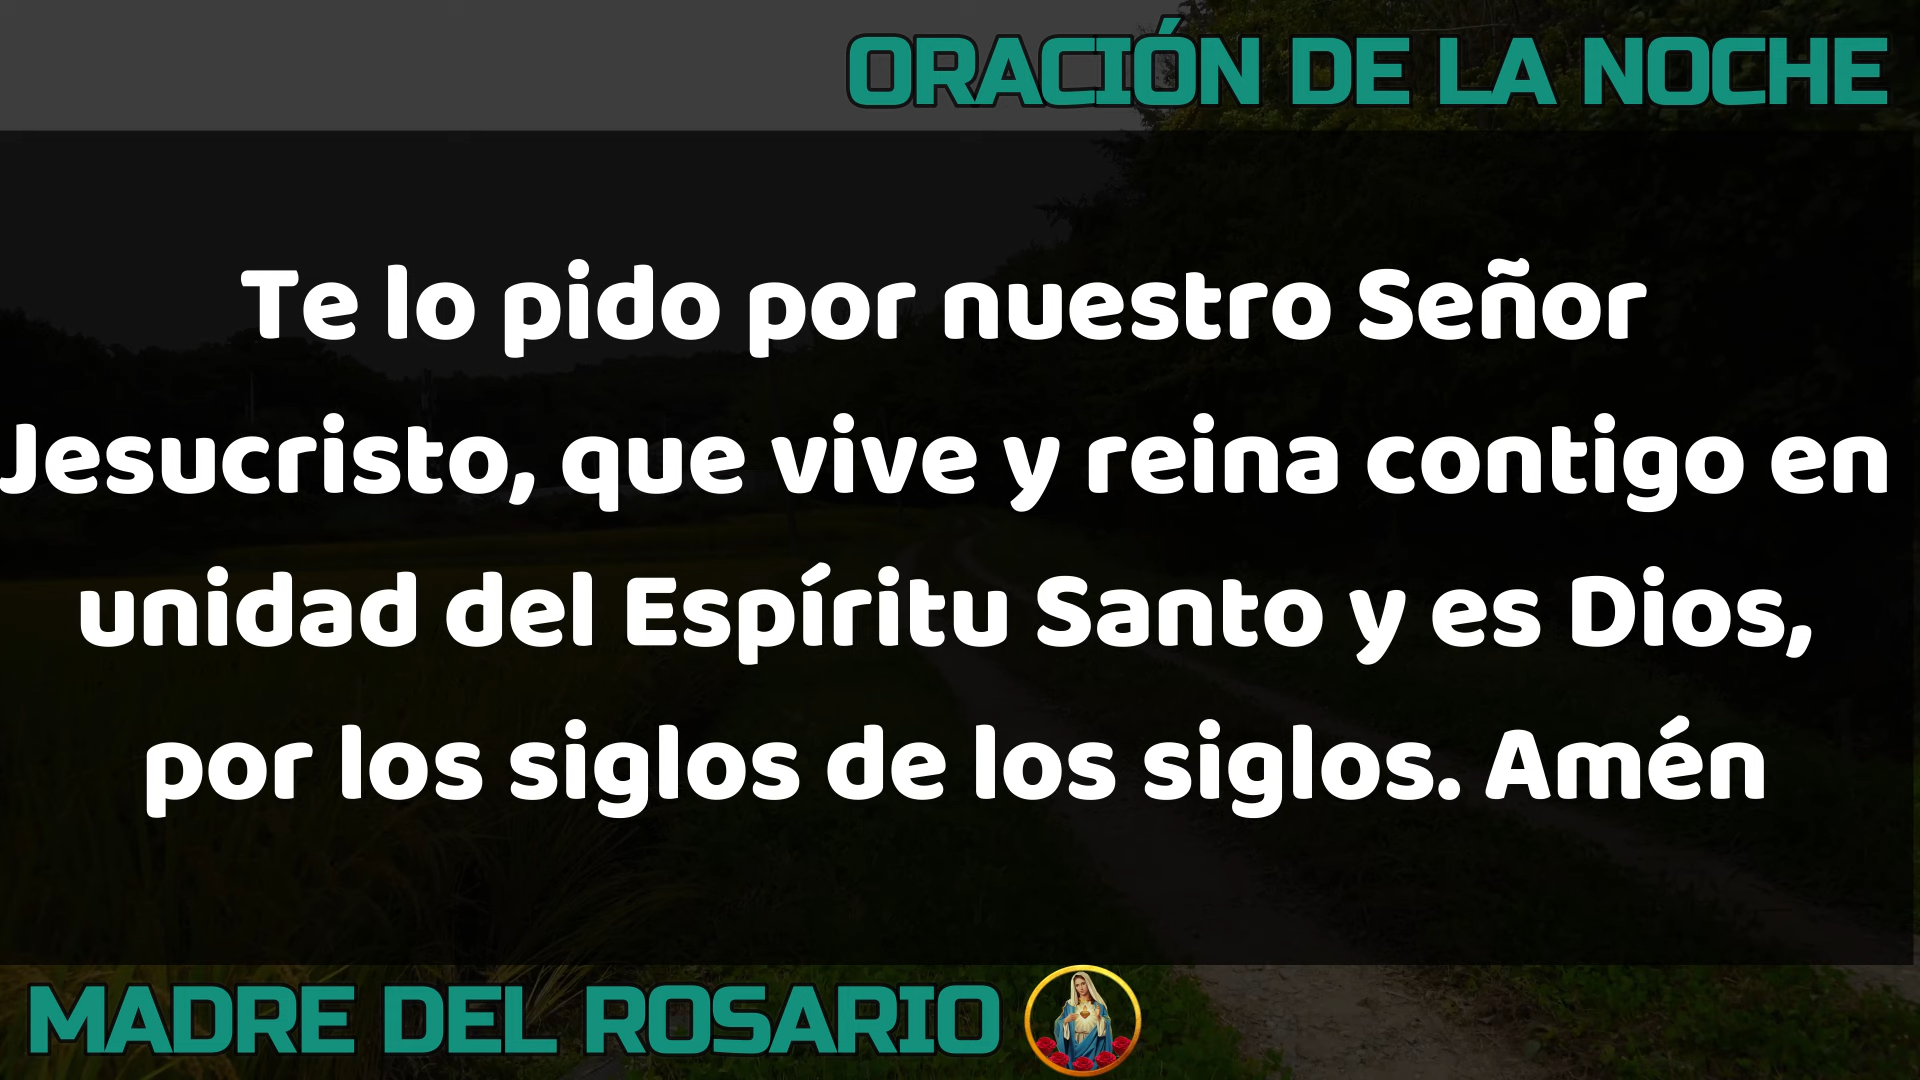 ORACIÓN DE LA NOCHE
Te lo pido por nuestro Señor
Jesucristo, que vive y reina contigo en
unidad del Espíritu Santo y es Dios,
por los siglos de los siglos. Amén
MADRE DEL ROSARIO